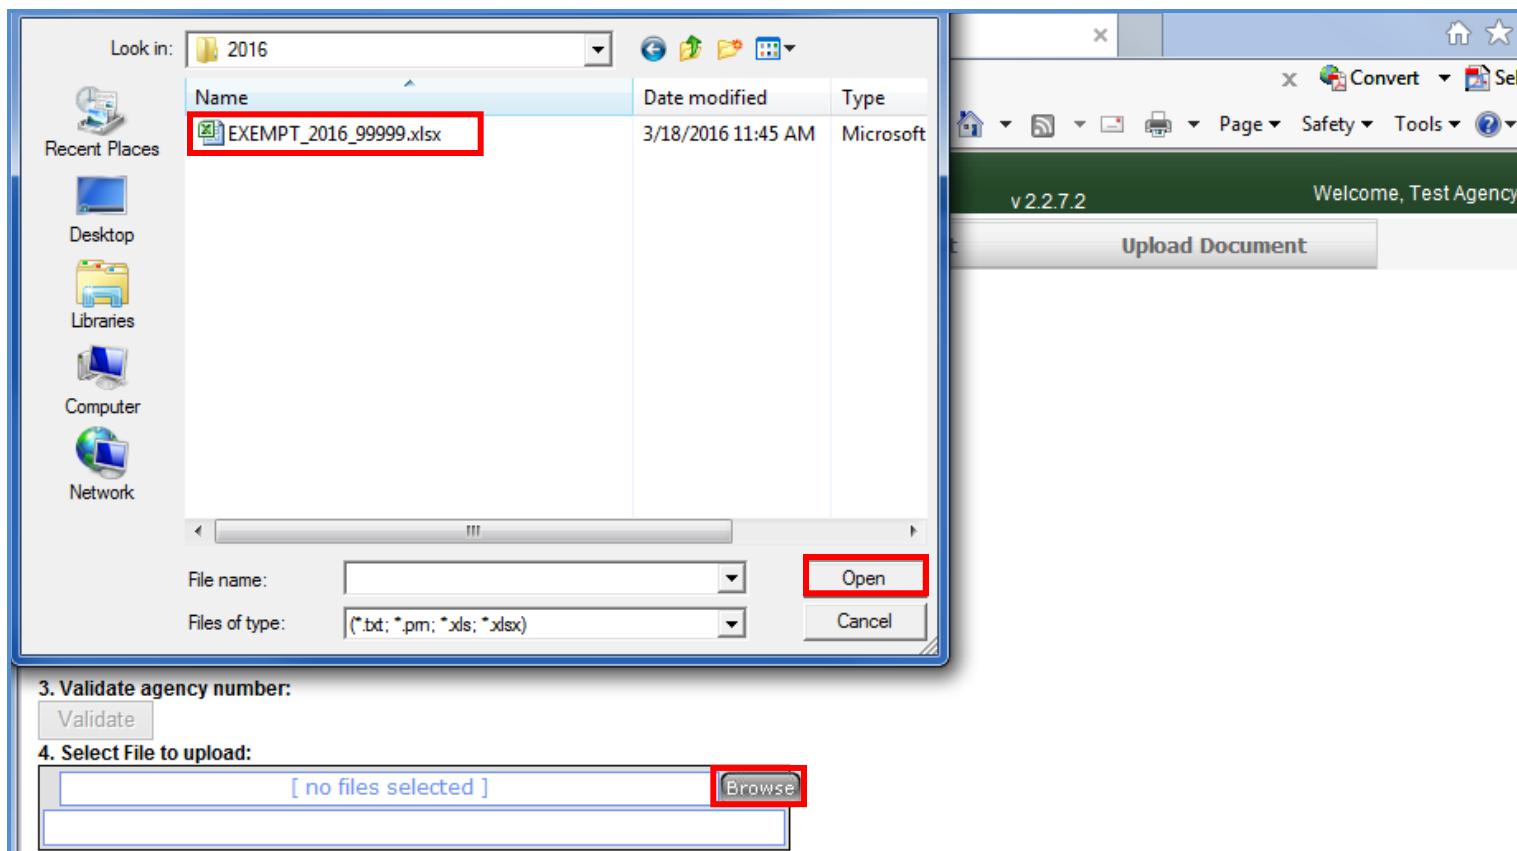 Look in: 2016
Name Date modified Type
EXEMPT_2016_99999.xlsx 3/18/2016 11:45 AM Microsoft
Recent Places
Desktop
Libraries
Computer
Network
File name:
Open
Files of type: (*.txt; *.prn; *.xls; *.xlsx)
Cancel
x Convert Sel
Page Safety Tools
v 2.2.7.2 Welcome, Test Agency
t Upload Document
3. Validate agency number:
Validate
4. Select File to upload:
[ no files selected ] Browse